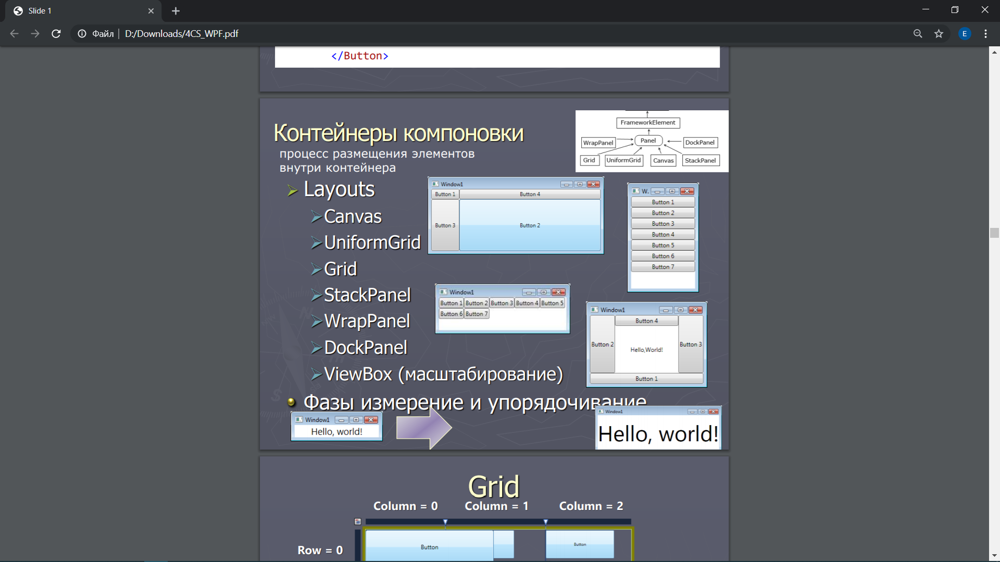 Slide 1
Файл
D:/Downloads/4CS_WPF.pdf
E
</Button>
Контейнеры компоновки
процесс размещения элементов
внутри контейнера
FrameworkElement
WrapPanel
Panel
DockPanel
Grid
UniformGrid
Canvas
StackPanel
Layouts
Canvas
UniformGrid
Grid
StackPanel
WrapPanel
DockPanel
ViewBox (масштабирование)
Фазы измерение и упорядочивание
Window1
Button 1
Button 4
Button 3
Button 2
W.
Button 1
Button 2
Button 3
Button 4
Button 5
Button 6
Button 7
Window1
Button 1
Button 2
Button 3
Button 4
Button 5
Button 6
Button 7
Window1
Button 4
Button 2
Hello,World!
Button 3
Button 1
Window1
Hello, world!
Window1
Hello, world!
Grid
Column = 0
Column = 1
Column = 2
Row = 0
Button
Button